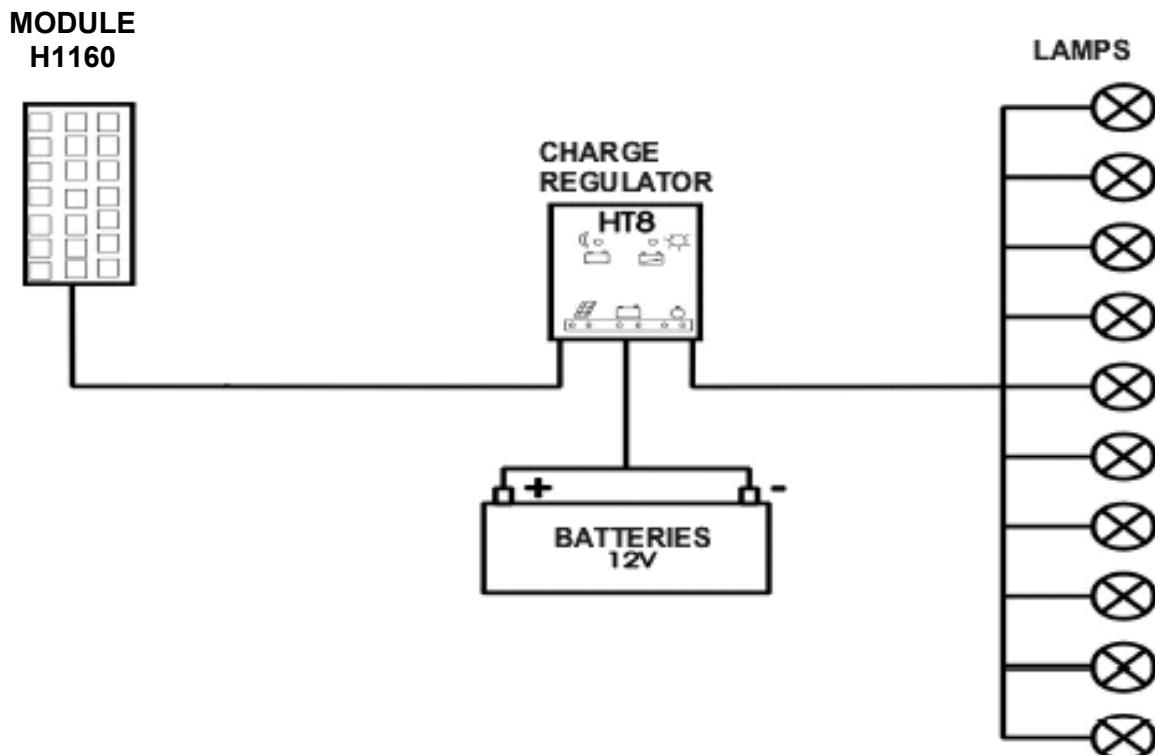 MODULE
H1160
LAMPS
CHARGE
REGULATOR
HT8
+
-
BATTERIES
12V